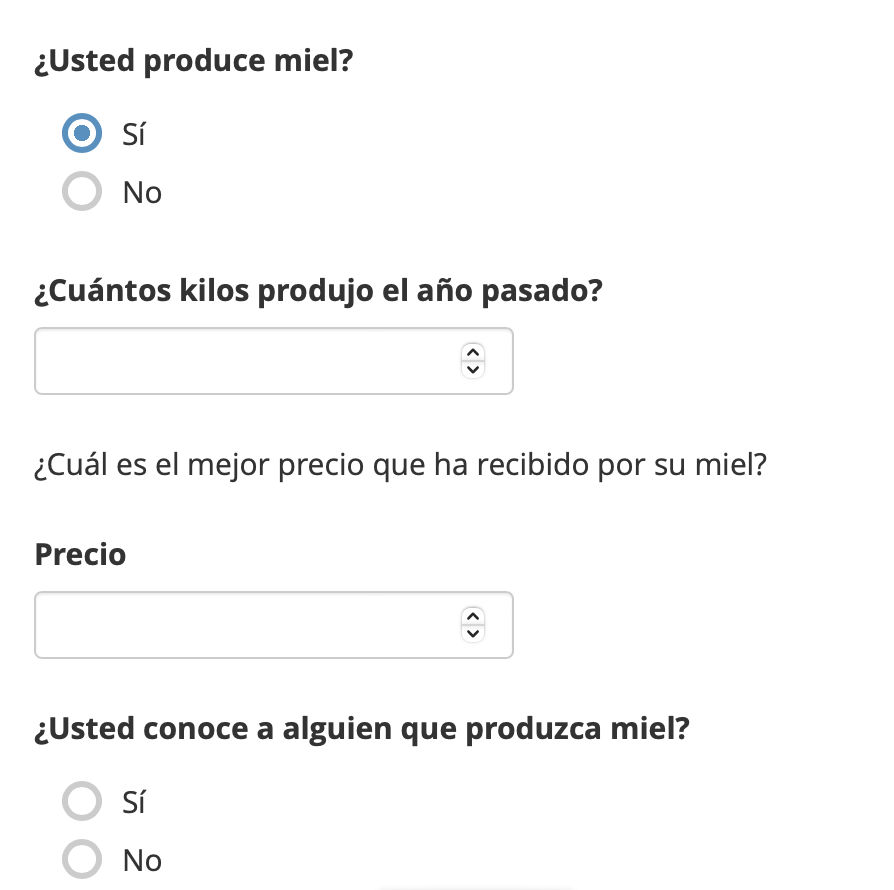 ¿Usted produce miel?
Sí
No
¿Cuántos kilos produjo el año pasado?
¿Cuál es el mejor precio que ha recibido por su miel?
Precio
¿Usted conoce a alguien que produzca miel?
Sí
No